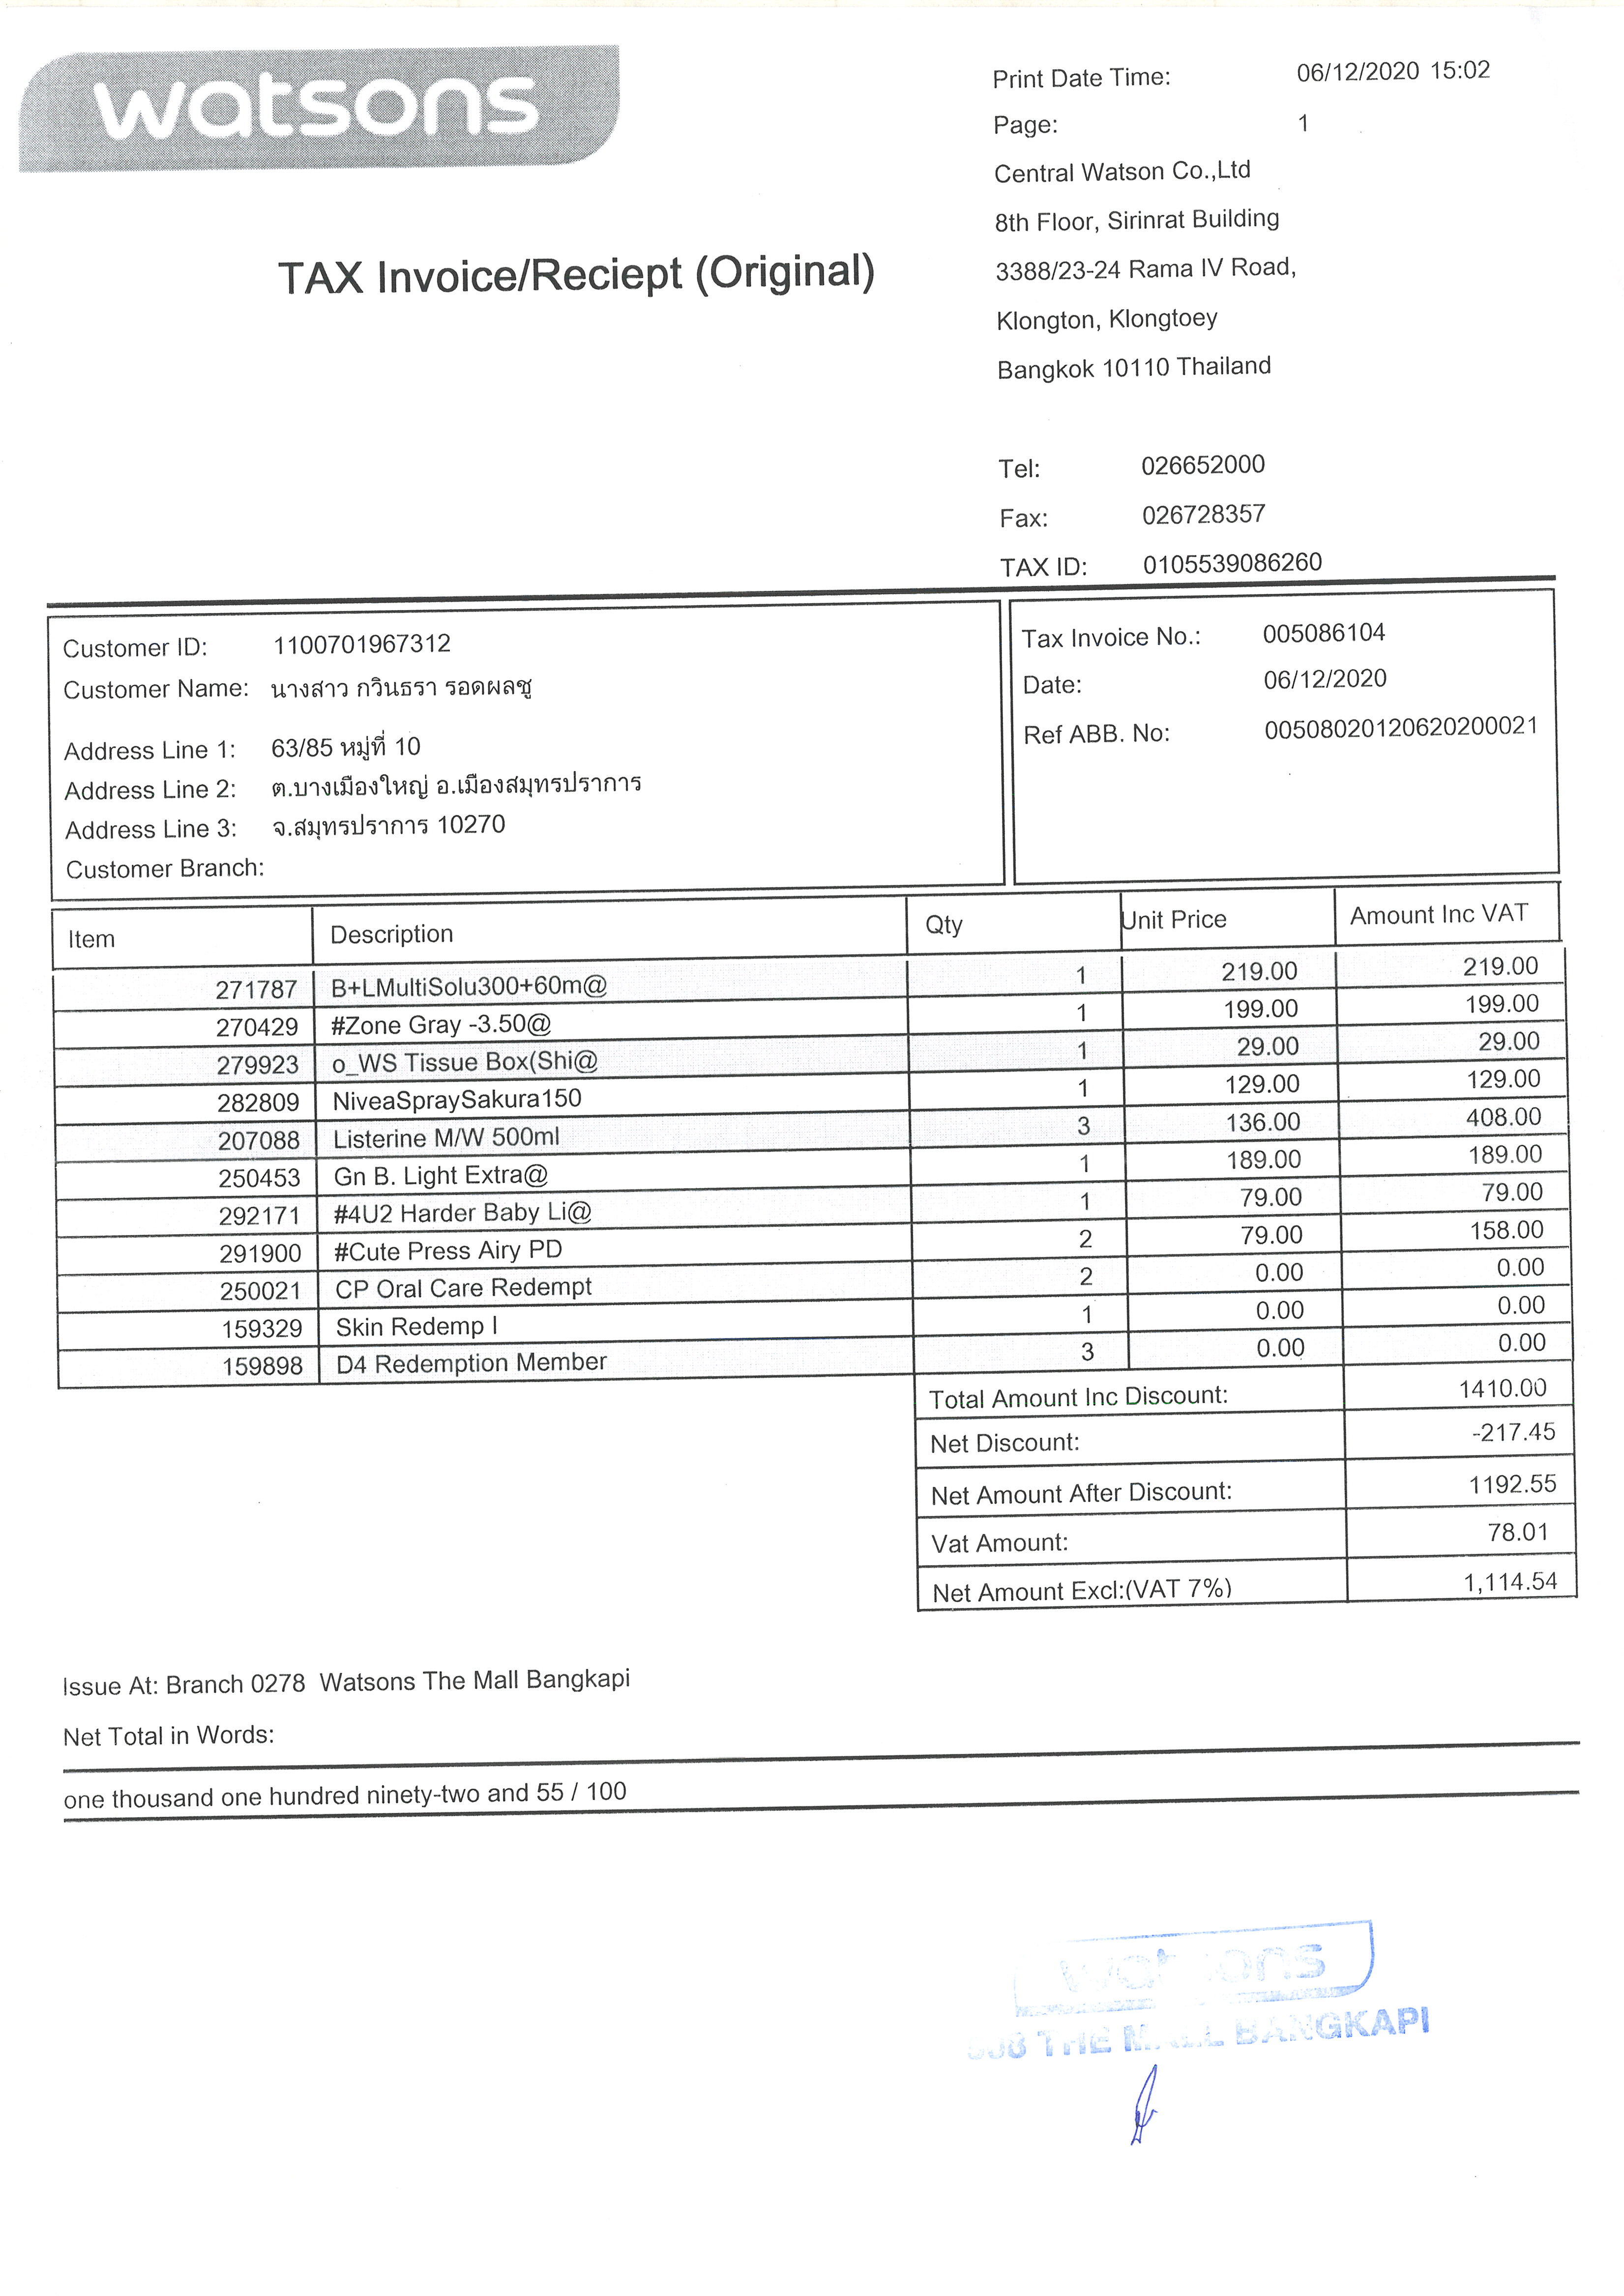 watsons
Print Date Time: 06/12/2020 15:02
Page: 1
Central Watson Co.,Ltd
8th Floor, Sirinrat Building
TAX Invoice/Reciept (Original)
3388/23-24 Rama IV Road,
Klongton, Klongtoey
Bangkok 10110 Thailand
Tel: 026652000
Fax: 026728357
TAX ID: 0105539086260
Customer ID: 1100701967312
Customer Name: นางสาว กวินธรา รอดผลชู
Address Line 1: 63/85 หมู่ที่ 10
Address Line 2: ต.บางเมืองใหญ่ อ.เมืองสมุทรปราการ
Address Line 3: จ.สมุทรปราการ 10270
Customer Branch:
Tax Invoice No.: 005086104
Date: 06/12/2020
Ref ABB. No: 00508020120620200021
Item Description Qty Unit Price Amount Inc VAT
271787 B+LMultiSolu300+60m@ 1 219.00 219.00
270429 #Zone Gray -3.50@ 1 199.00 199.00
279923 o_WS Tissue Box(Shi@ 1 29.00 29.00
282809 NiveaSpraySakura150 1 129.00 129.00
207088 Listerine M/W 500ml 3 136.00 408.00
250453 Gn B. Light Extra@ 1 189.00 189.00
292171 #4U2 Harder Baby Li@ 1 79.00 79.00
291900 #Cute Press Airy PD 2 79.00 158.00
250021 CP Oral Care Redempt 2 0.00 0.00
159329 Skin Redemp I 1 0.00 0.00
159898 D4 Redemption Member 3 0.00 0.00
Total Amount Inc Discount: 1410.00
Net Discount: -217.45
Net Amount After Discount: 1192.55
Vat Amount: 78.01
Net Amount Excl:(VAT 7%) 1,114.54
Issue At: Branch 0278 Watsons The Mall Bangkapi
Net Total in Words:
one thousand one hundred ninety-two and 55 / 100
watsons
THE MALL BANGKAPI